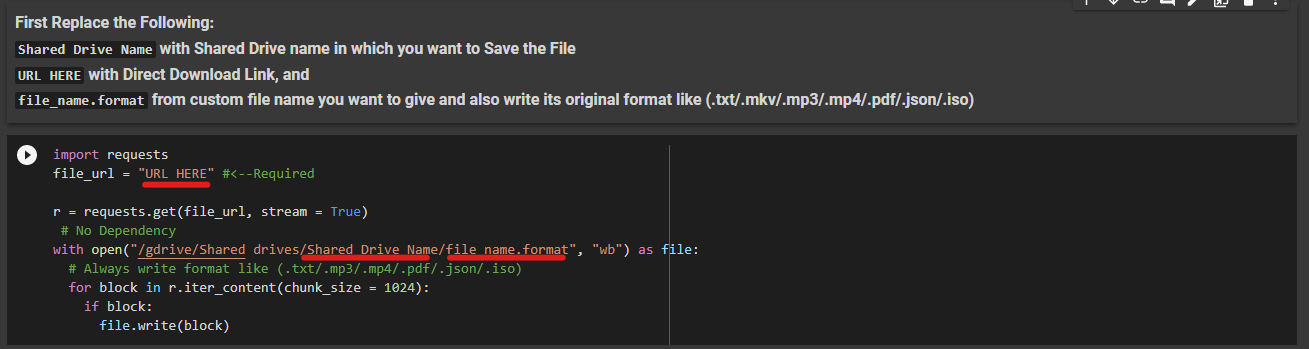 First Replace the Following:
Shared Drive Name with Shared Drive name in which you want to Save the File
URL HERE with Direct Download Link, and
file_name.format from custom file name you want to give and also write its original format like (.txt/.mkv/.mp3/.mp4/.pdf/.json/.iso)
import requests
file_url = "URL HERE" #<--Required
r = requests.get(file_url, stream = True)
# No Dependency
with open("/gdrive/Shared drives/Shared Drive Name/file_name.format", "wb") as file:
# Always write format like (.txt/.mp3/.mp4/.pdf/.json/.iso)
for block in r.iter_content(chunk_size = 1024):
if block:
file.write(block)